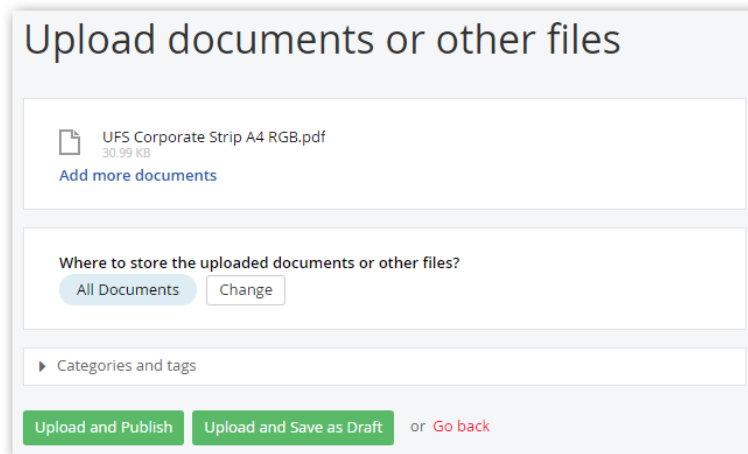 Upload documents or other files
UFS Corporate Strip A4 RGB.pdf
30.99 KB
Add more documents
Where to store the uploaded documents or other files?
All Documents Change
Categories and tags
Upload and Publish Upload and Save as Draft or Go back